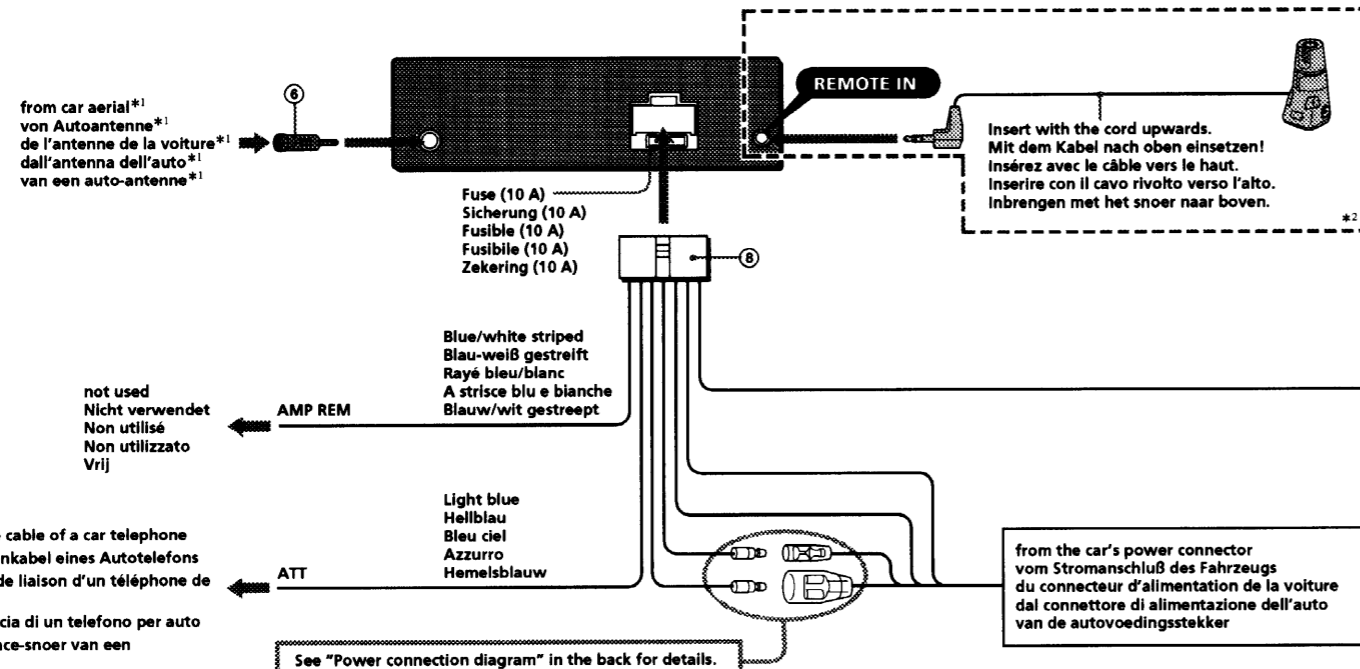 REMOTE IN
6
from car aerial*1
von Autoantenne*1
de l'antenne de la voiture*1
dall'antenna dell'auto*1
van een auto-antenne*1
Insert with the cord upwards.
Mit dem Kabel nach oben einsetzen!
Insérez avec le câble vers le haut.
Inserire con il cavo rivolto verso l'alto.
Inbrengen met het snoer naar boven.
*2
Fuse (10 A)
Sicherung (10 A)
Fusible (10 A)
Fusibile (10 A)
Zekering (10 A)
8
Blue/white striped
Blau-weiß gestreift
Rayé bleu/blanc
A strisce blu e bianche
Blauw/wit gestreept
not used
Nicht verwendet
Non utilisé
Non utilizzato
Vrij
AMP REM
Light blue
Hellblau
Bleu ciel
Azzurro
Hemelsblauw
cable of a car telephone
nkabel eines Autotelefons
de liaison d'un téléphone de
cia di un telefono per auto
nce-snoer van een
ATT
from the car's power connector
vom Stromanschluß des Fahrzeugs
du connecteur d'alimentation de la voiture
dal connettore di alimentazione dell'auto
van de autovoedingsstekker
See "Power connection diagram" in the back for details.